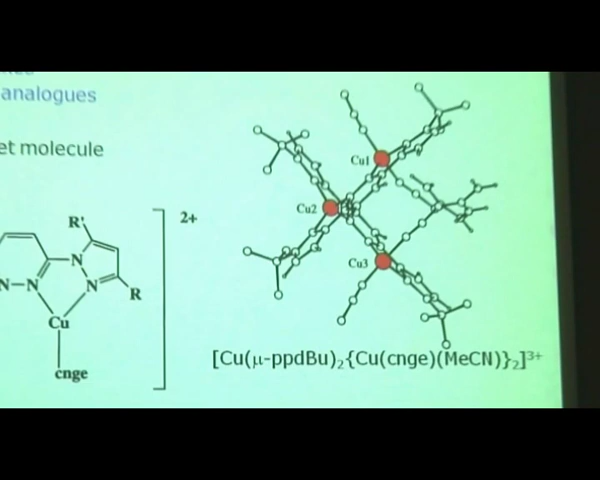 analogues
et molecule
R'
2+
N
N–N
N
R
Cu
cnge
Cu1
Cu2
Cu3
[Cu(μ-ppdBu)₂{Cu(cnge)(MeCN)}₂]³⁺